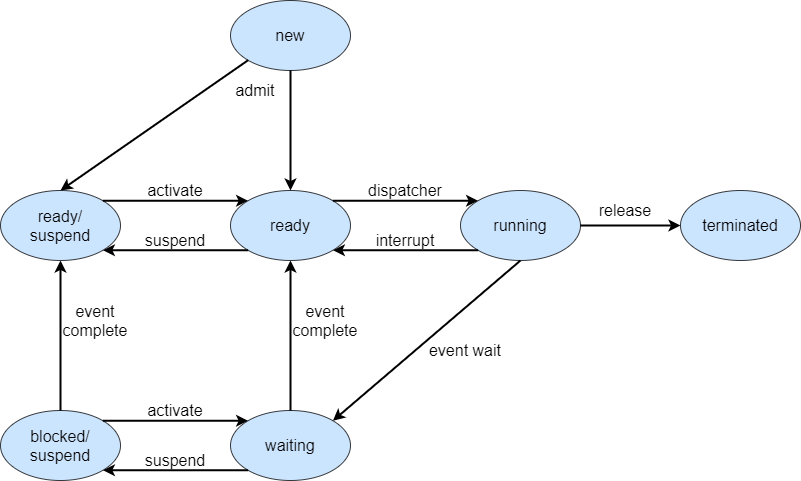 new
admit
activate
dispatcher
ready/
suspend
ready
running
release
terminated
suspend
interrupt
event
complete
event
complete
event wait
activate
blocked/
suspend
waiting
suspend